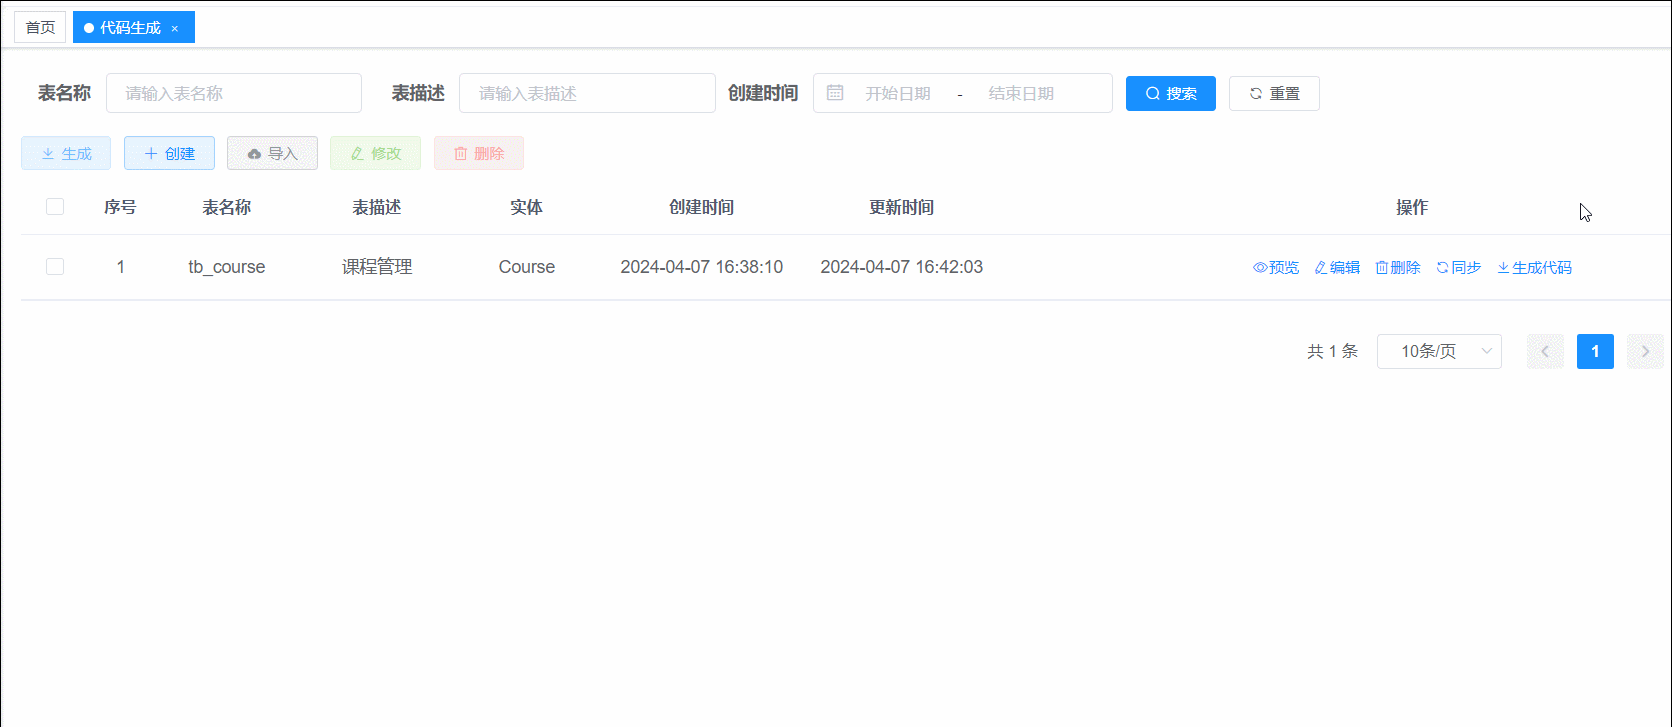 首页 代码生成 ×
表名称 请输入表名称 表描述 请输入表描述 创建时间 开始日期 - 结束日期 搜索 重置
生成 创建 导入 修改 删除
序号 表名称 表描述 实体 创建时间 更新时间 操作
1 tb_course 课程管理 Course 2024-04-07 16:38:10 2024-04-07 16:42:03 预览 编辑 删除 同步 生成代码
共 1 条 10条/页 1